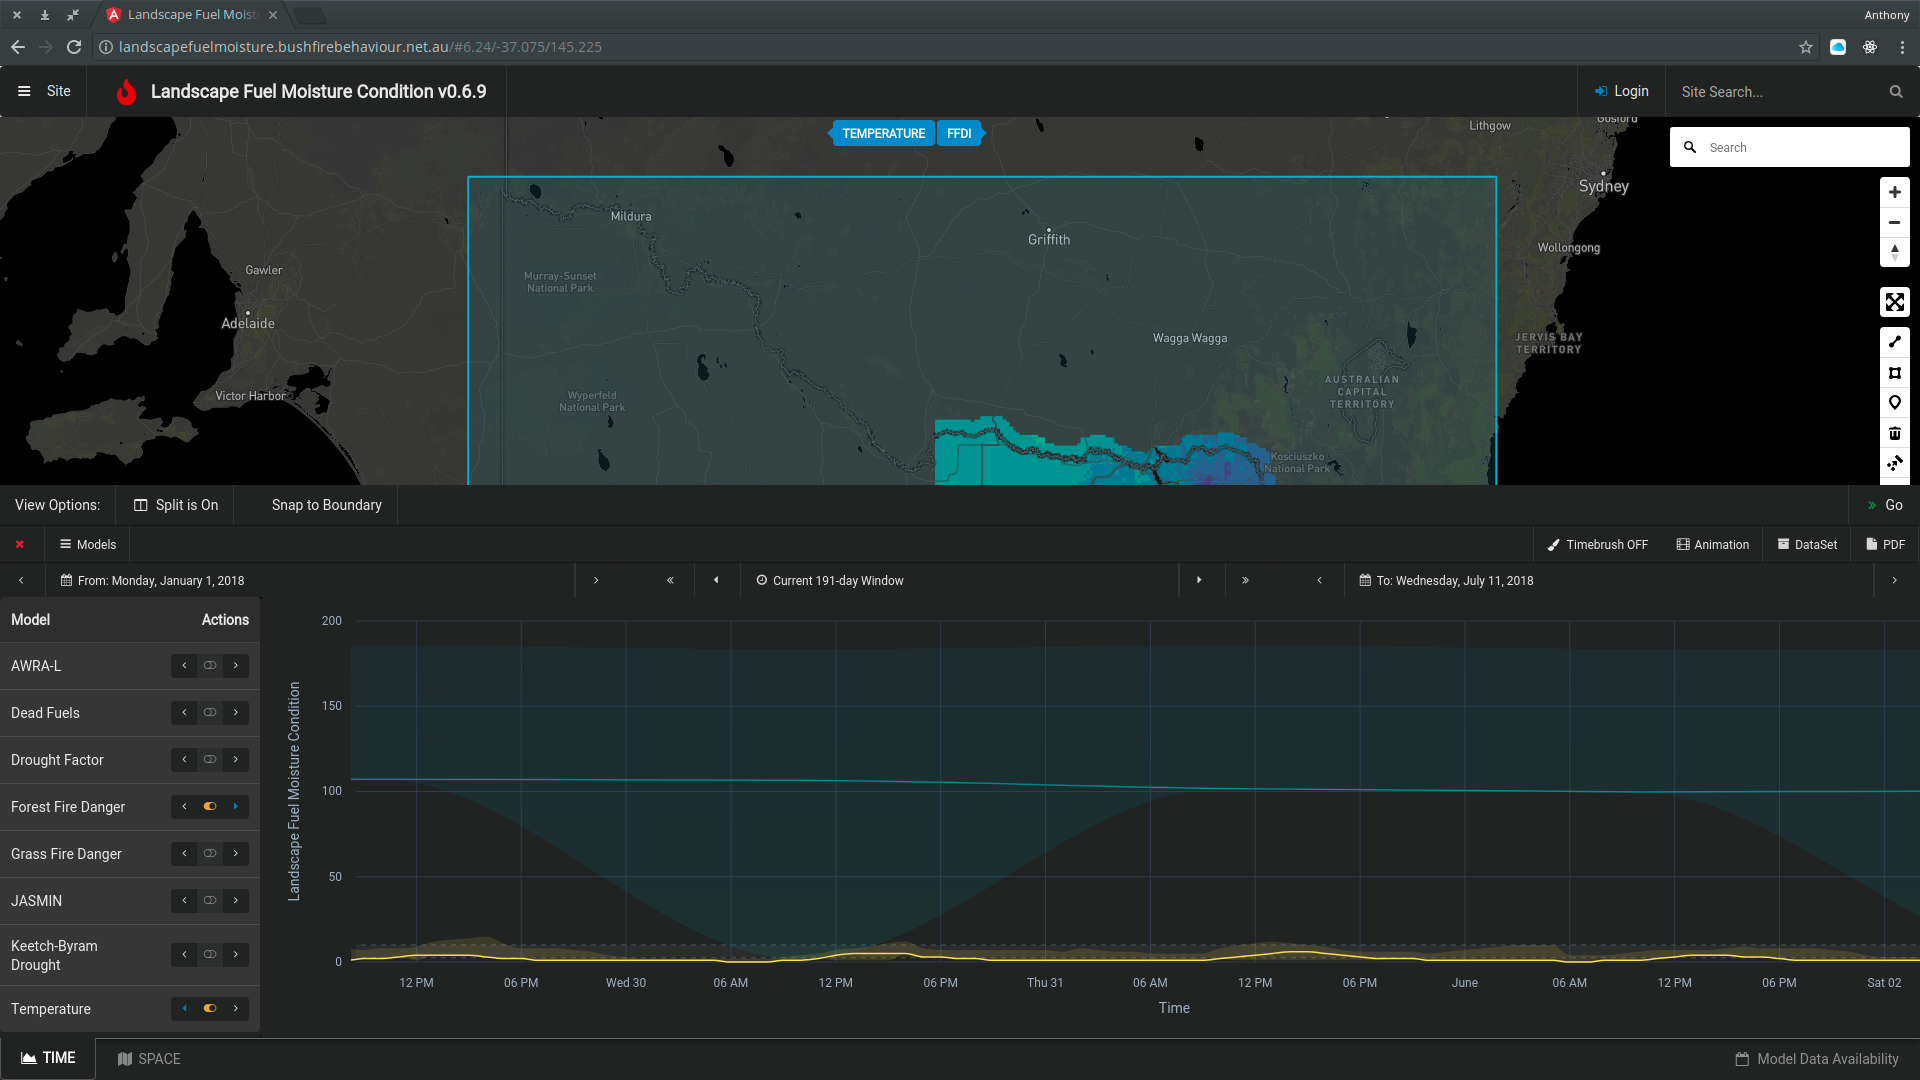 Landscape Fuel Moist
Anthony
landscapefuelmoisture.bushfirebehaviour.net.au/#6.24/-37.075/145.225
Site
Landscape Fuel Moisture Condition v0.6.9
Login
Site Search...
TEMPERATURE
FFDI
Lithgow
Gosford
Search
Sydney
Mildura
Griffith
Wollongong
Gawler
Murray-Sunset
National Park
Adelaide
Wagga Wagga
JERVIS BAY
TERRITORY
AUSTRALIAN
CAPITAL
TERRITORY
Victor Harbor
Wyperfeld
National Park
Kosciuszko
National Park
View Options:
Split is On
Snap to Boundary
Go
Models
Timebrush OFF
Animation
DataSet
PDF
From: Monday, January 1, 2018
Current 191-day Window
To: Wednesday, July 11, 2018
Model
Actions
AWRA-L
Dead Fuels
Drought Factor
Forest Fire Danger
Grass Fire Danger
JASMIN
Keetch-Byram
Drought
Temperature
Landscape Fuel Moisture Condition
200
150
100
50
0
12 PM
06 PM
Wed 30
06 AM
12 PM
06 PM
Thu 31
06 AM
12 PM
06 PM
June
06 AM
12 PM
06 PM
Sat 02
Time
TIME
SPACE
Model Data Availability